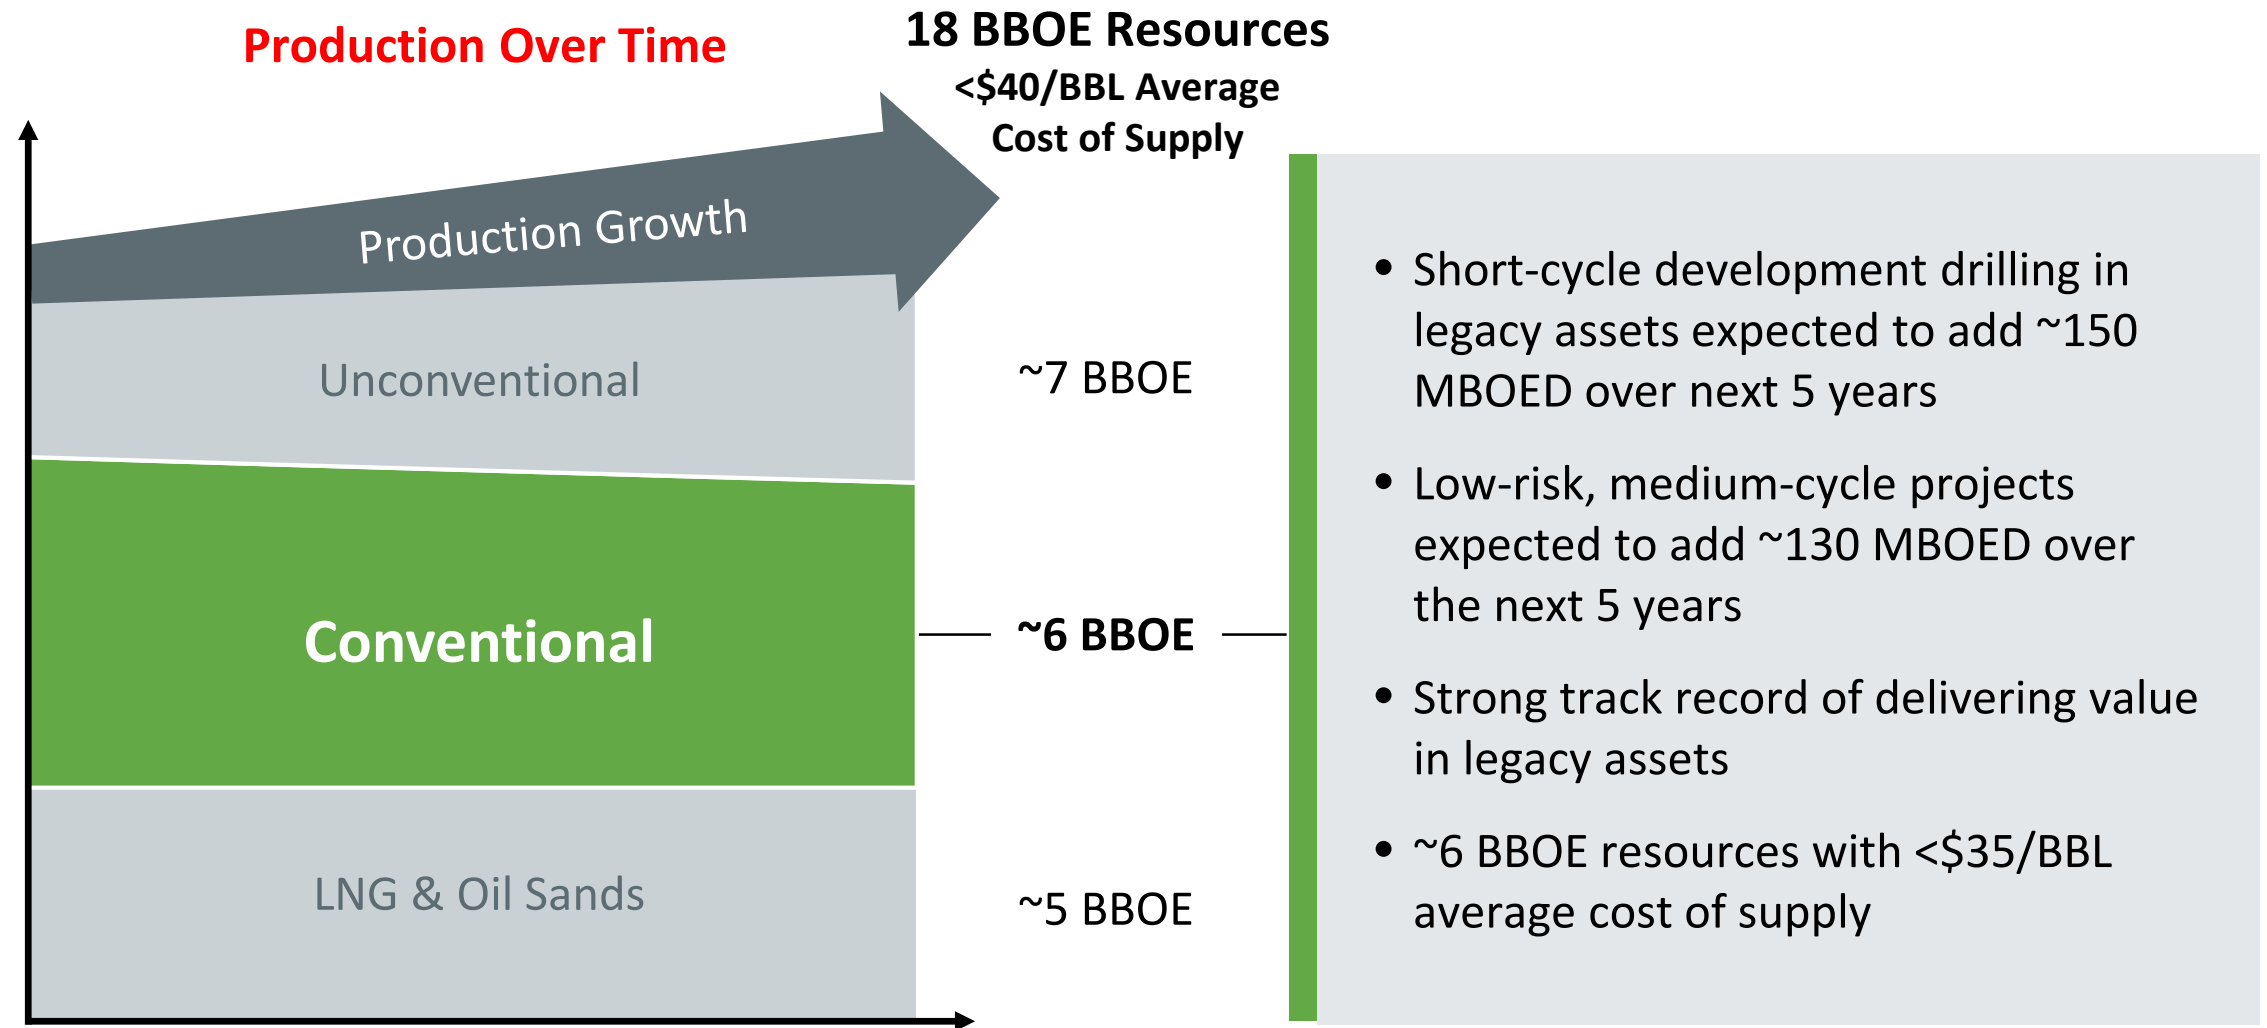 Production Over Time
18 BBOE Resources
<$40/BBL Average
Cost of Supply
Production Growth
Unconventional
~7 BBOE
Conventional
~6 BBOE
LNG & Oil Sands
~5 BBOE
• Short-cycle development drilling in
legacy assets expected to add ~150
MBOED over next 5 years
• Low-risk, medium-cycle projects
expected to add ~130 MBOED over
the next 5 years
• Strong track record of delivering value
in legacy assets
• ~6 BBOE resources with <$35/BBL
average cost of supply